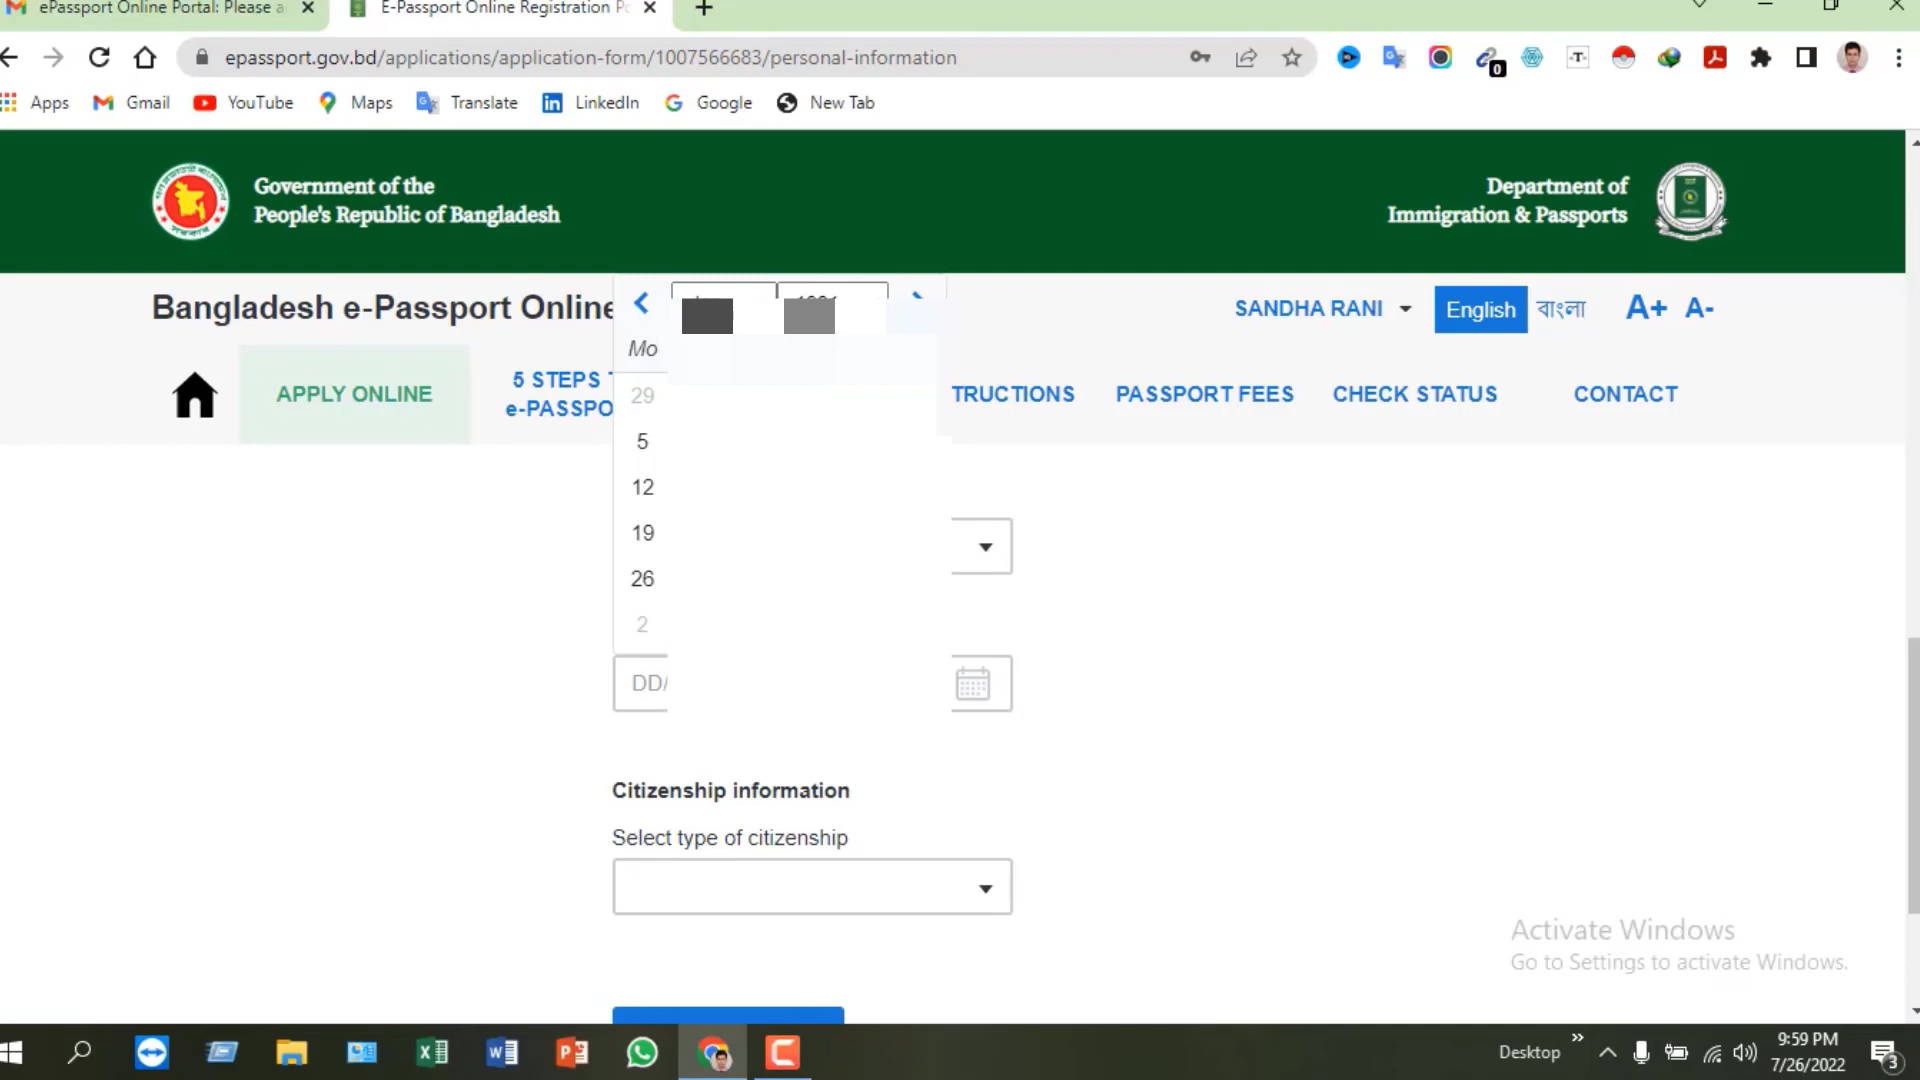 ePassport Online Portal: Please a
E-Passport Online Registration Po
epassport.gov.bd/applications/application-form/1007566683/personal-information
0
Apps
Gmail
YouTube
Maps
Translate
LinkedIn
Google
New Tab
Government of the
People's Republic of Bangladesh
Department of
Immigration & Passports
Bangladesh e-Passport Online
SANDHA RANI
English
বাংলা
A+
A-
APPLY ONLINE
5 STEPS
e-PASSPO
TRUCTIONS
PASSPORT FEES
CHECK STATUS
CONTACT
Mo
29
5
12
19
26
2
DD/
Citizenship information
Select type of citizenship
Activate Windows
Go to Settings to activate Windows.
Desktop
9:59 PM
7/26/2022
3